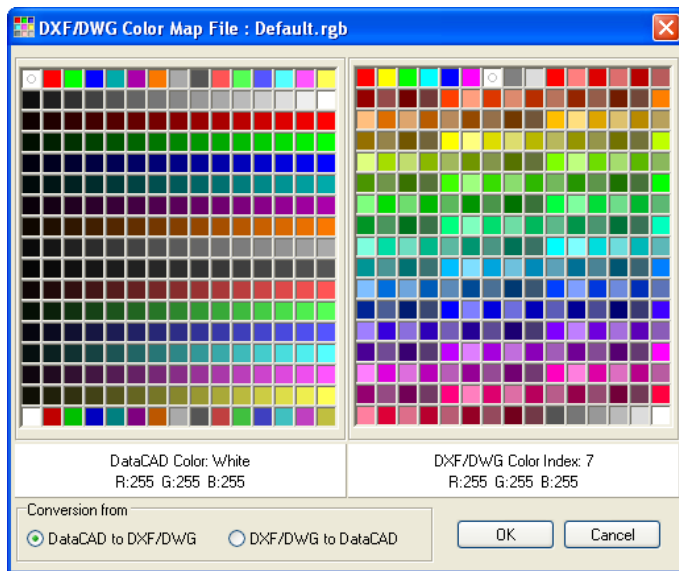 DXF/DWG Color Map File : Default.rgb
DataCAD Color: White
R:255 G:255 B:255
DXF/DWG Color Index: 7
R:255 G:255 B:255
Conversion from
DataCAD to DXF/DWG
DXF/DWG to DataCAD
OK
Cancel